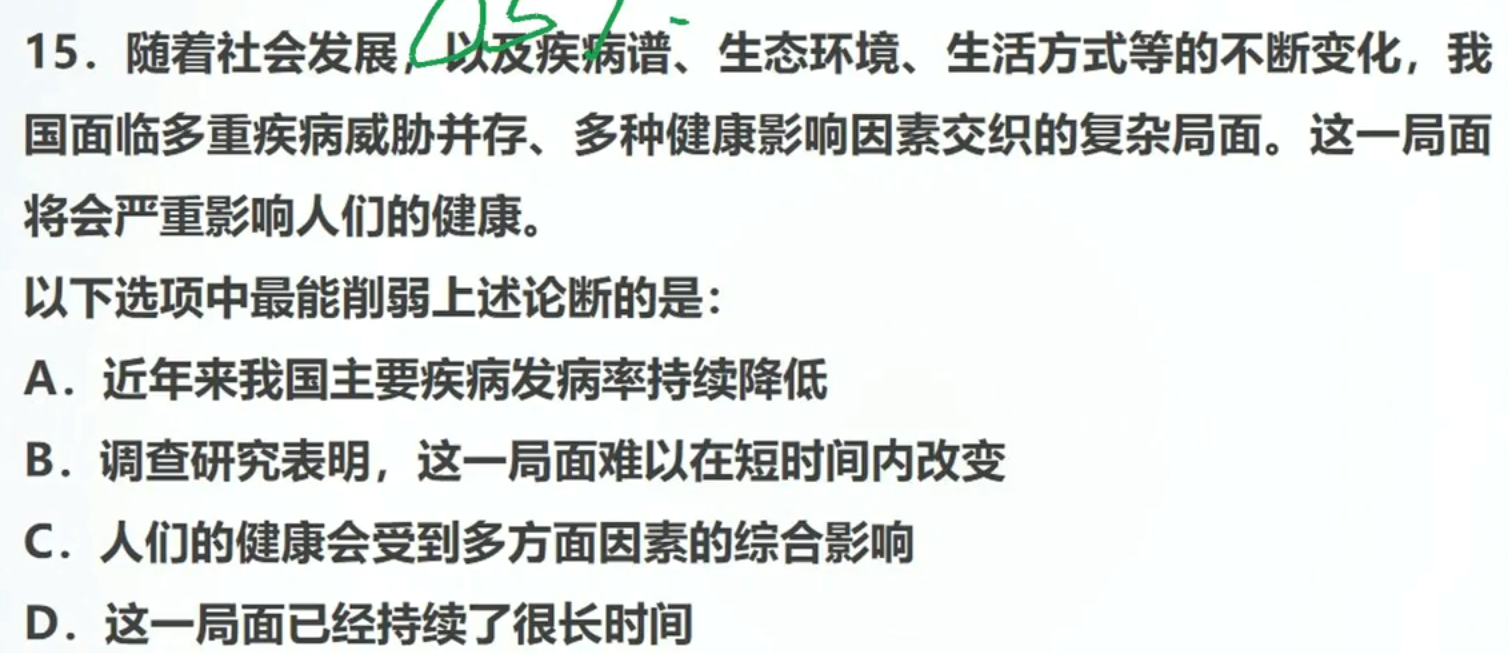 15．随着社会发展，以及疾病谱、生态环境、生活方式等的不断变化，我
国面临多重疾病威胁并存、多种健康影响因素交织的复杂局面。这一局面
将会严重影响人们的健康。
以下选项中最能削弱上述论断的是：
A．近年来我国主要疾病发病率持续降低
B．调查研究表明，这一局面难以在短时间内改变
C．人们的健康会受到多方面因素的综合影响
D．这一局面已经持续了很长时间